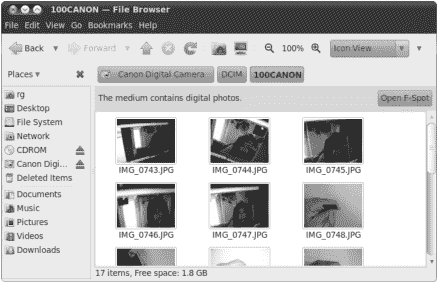 100CANON — File Browser
File Edit View Go Bookmarks Help
Back Forward 100% Icon View
Places Canon Digital Camera DCIM 100CANON
rg
Desktop
File System
Network
CDROM
Canon Digi...
Deleted Items
Documents
Music
Pictures
Videos
Downloads
The medium contains digital photos. Open F-Spot
IMG_0743.JPG IMG_0744.JPG IMG_0745.JPG
IMG_0746.JPG IMG_0747.JPG IMG_0748.JPG
17 items, Free space: 1.8 GB